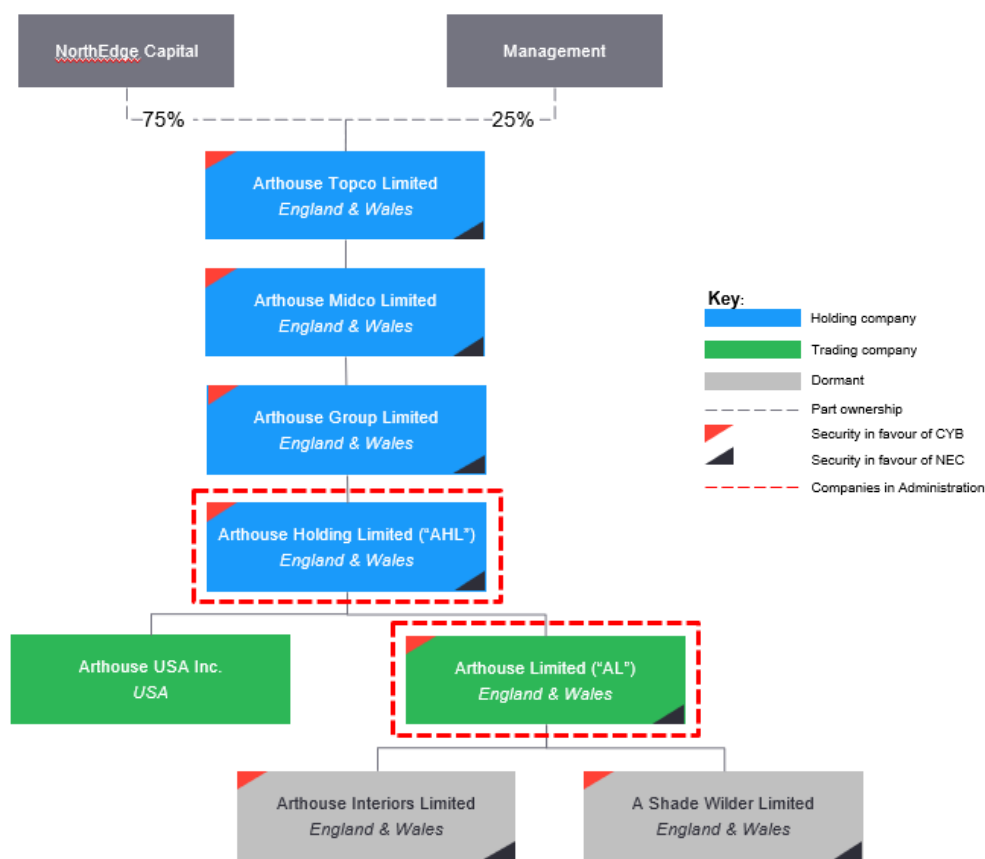 NorthEdge Capital
Management
75%
25%
Arthouse Topco Limited
England & Wales
Arthouse Midco Limited
England & Wales
Arthouse Group Limited
England & Wales
Arthouse Holding Limited ("AHL")
England & Wales
Arthouse USA Inc.
USA
Arthouse Limited ("AL")
England & Wales
Arthouse Interiors Limited
England & Wales
A Shade Wilder Limited
England & Wales
Key:
Holding company
Trading company
Dormant
Part ownership
Security in favour of CYB
Security in favour of NEC
Companies in Administration